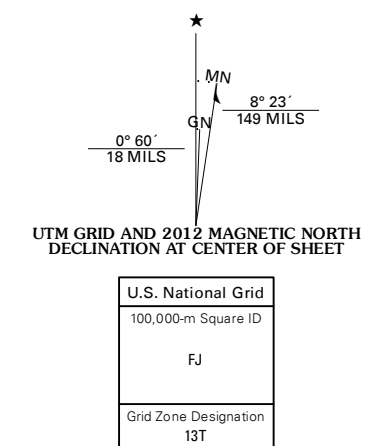 ★
MN
8° 23´
GN
149 MILS
0° 60´
18 MILS
UTM GRID AND 2012 MAGNETIC NORTH
DECLINATION AT CENTER OF SHEET
U.S. National Grid
100,000-m Square ID
FJ
Grid Zone Designation
13T